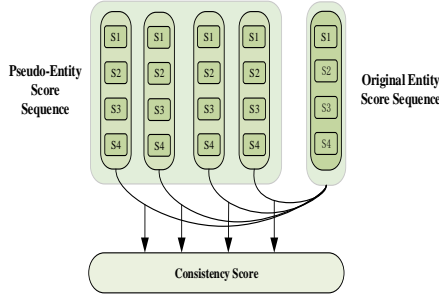 S1 S1 S1 S1 S1
Pseudo-Entity
Score
Sequence
S2 S2 S2 S2 S2
Original Entity
Score Sequence
S3 S3 S3 S3 S3
S4 S4 S4 S4 S4
Consistency Score